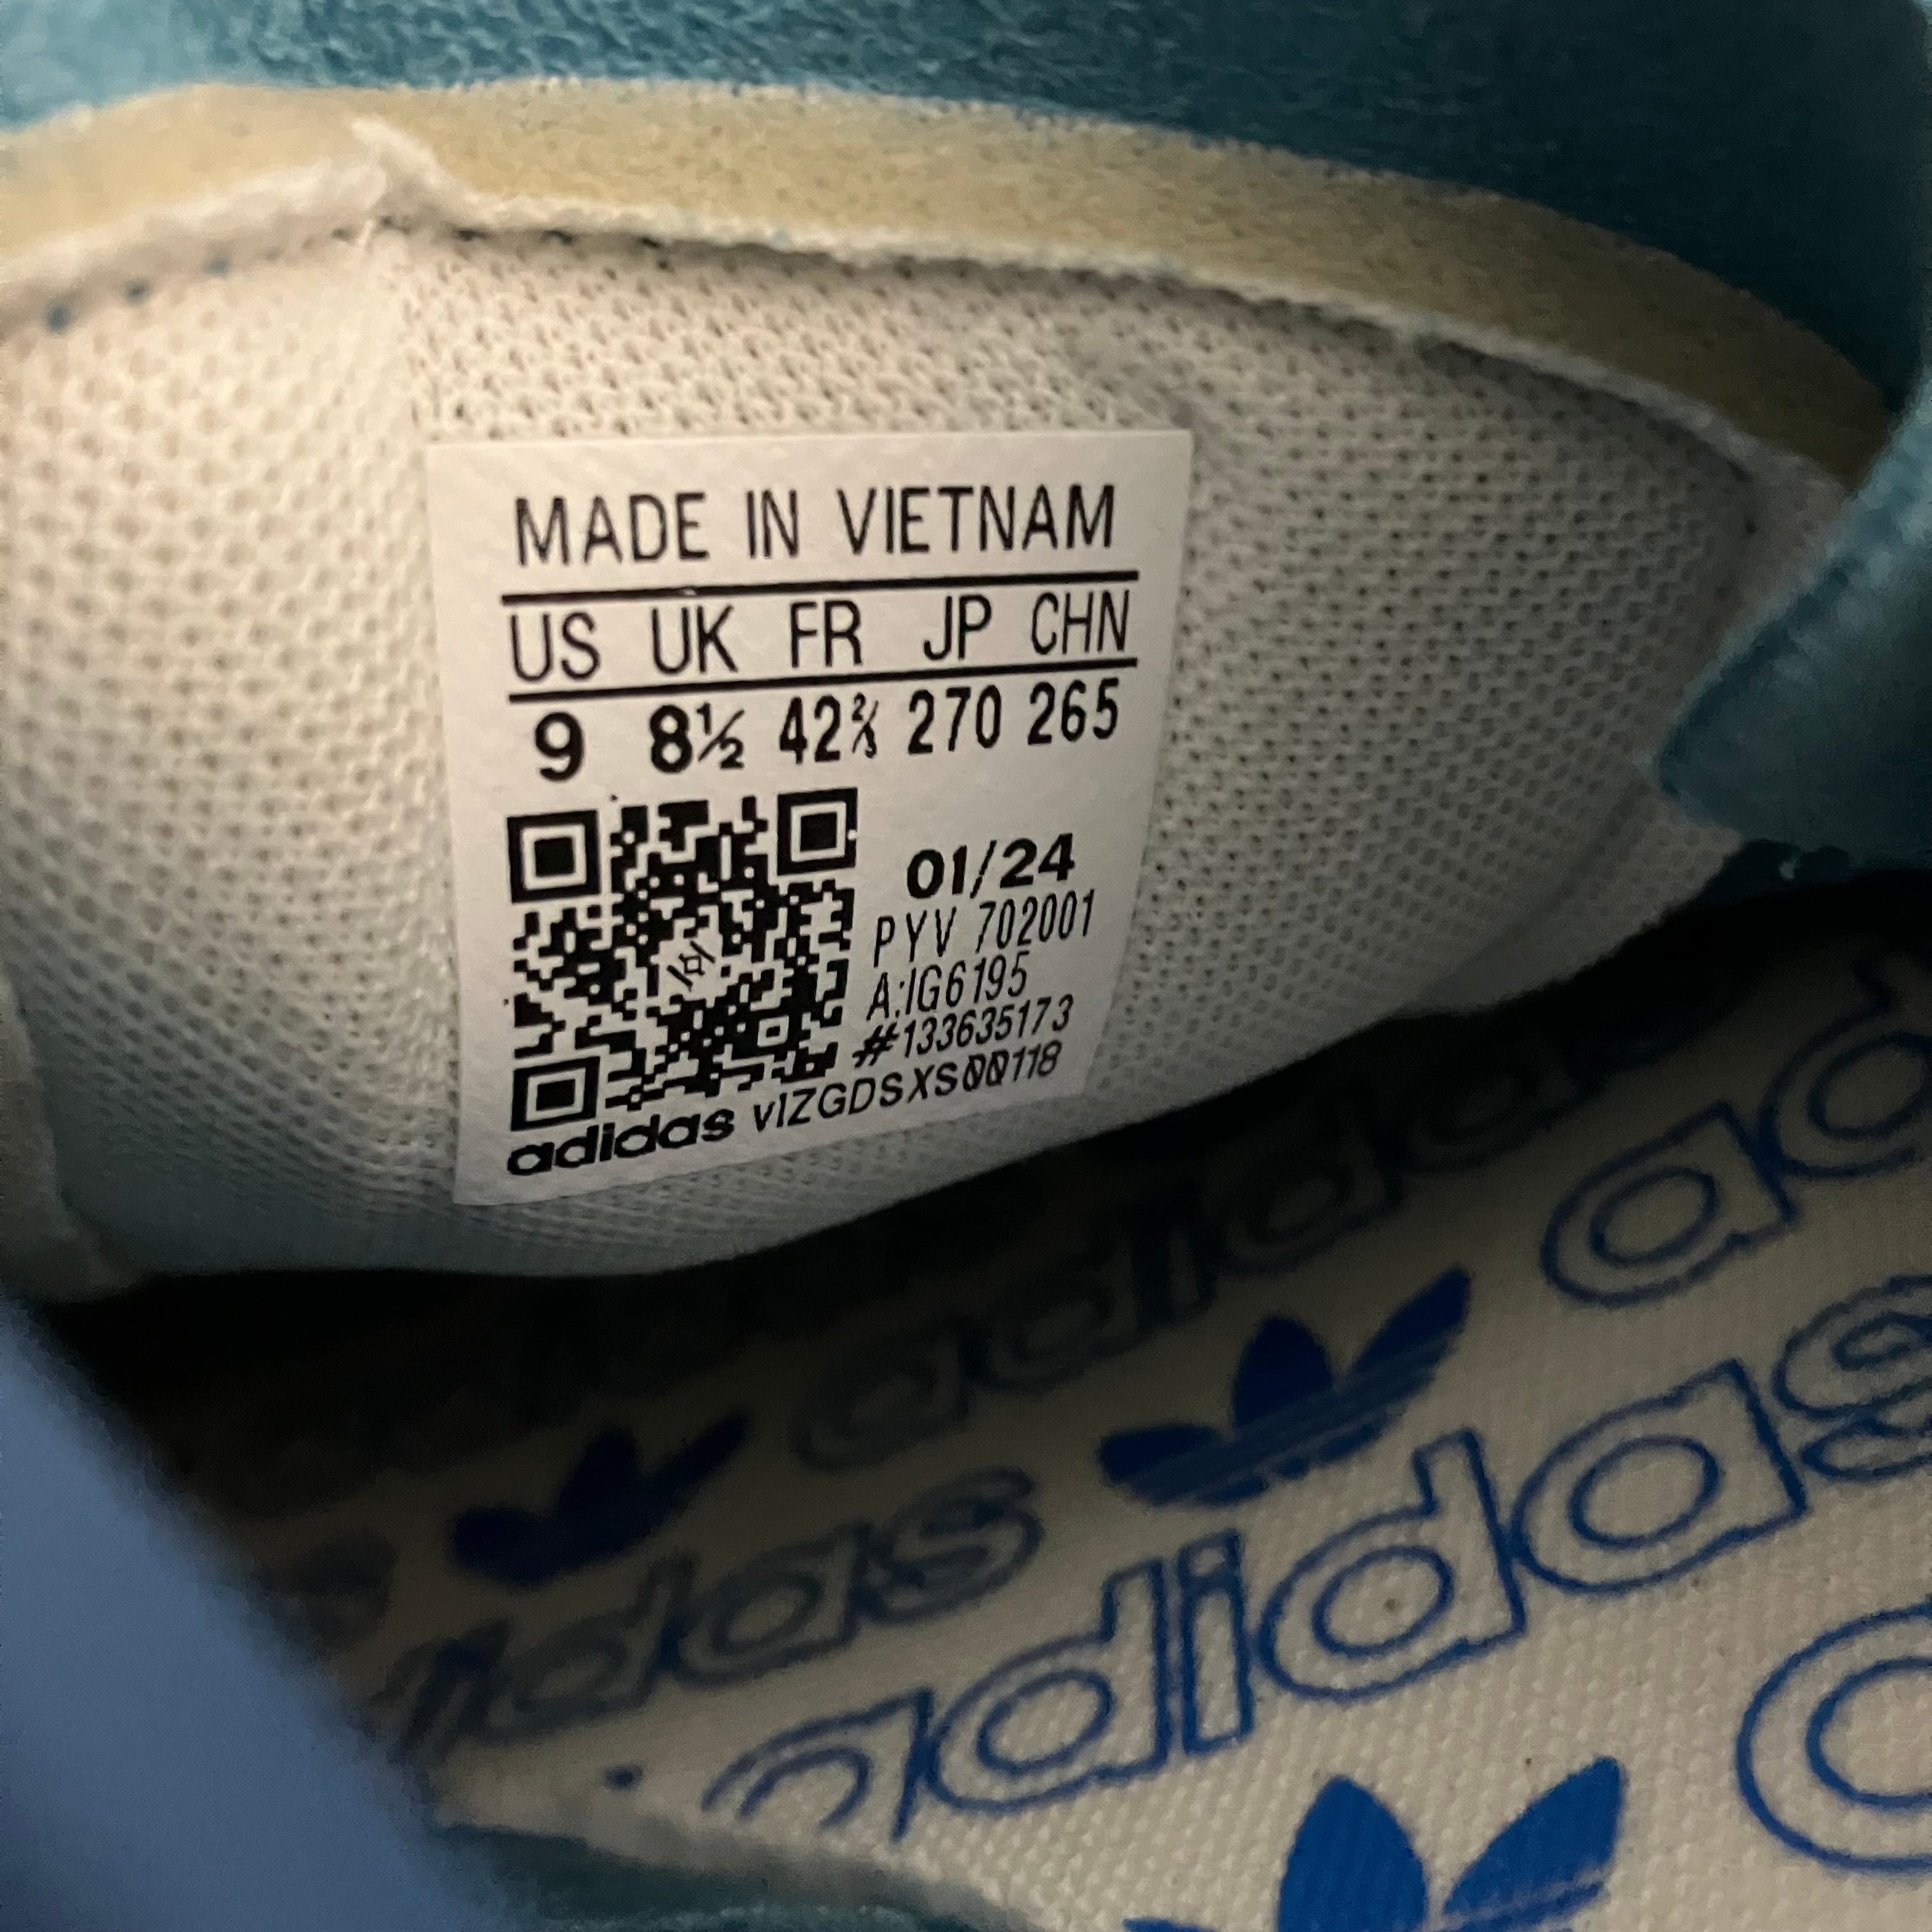 MADE IN VIETNAM
US UK FR JP CHN
9 8½ 42⅔ 270 265
01/24
PYV 702001
A:IG6195
#133635173
adidas v1ZGDSXS00118
adidas
adidas
adidas